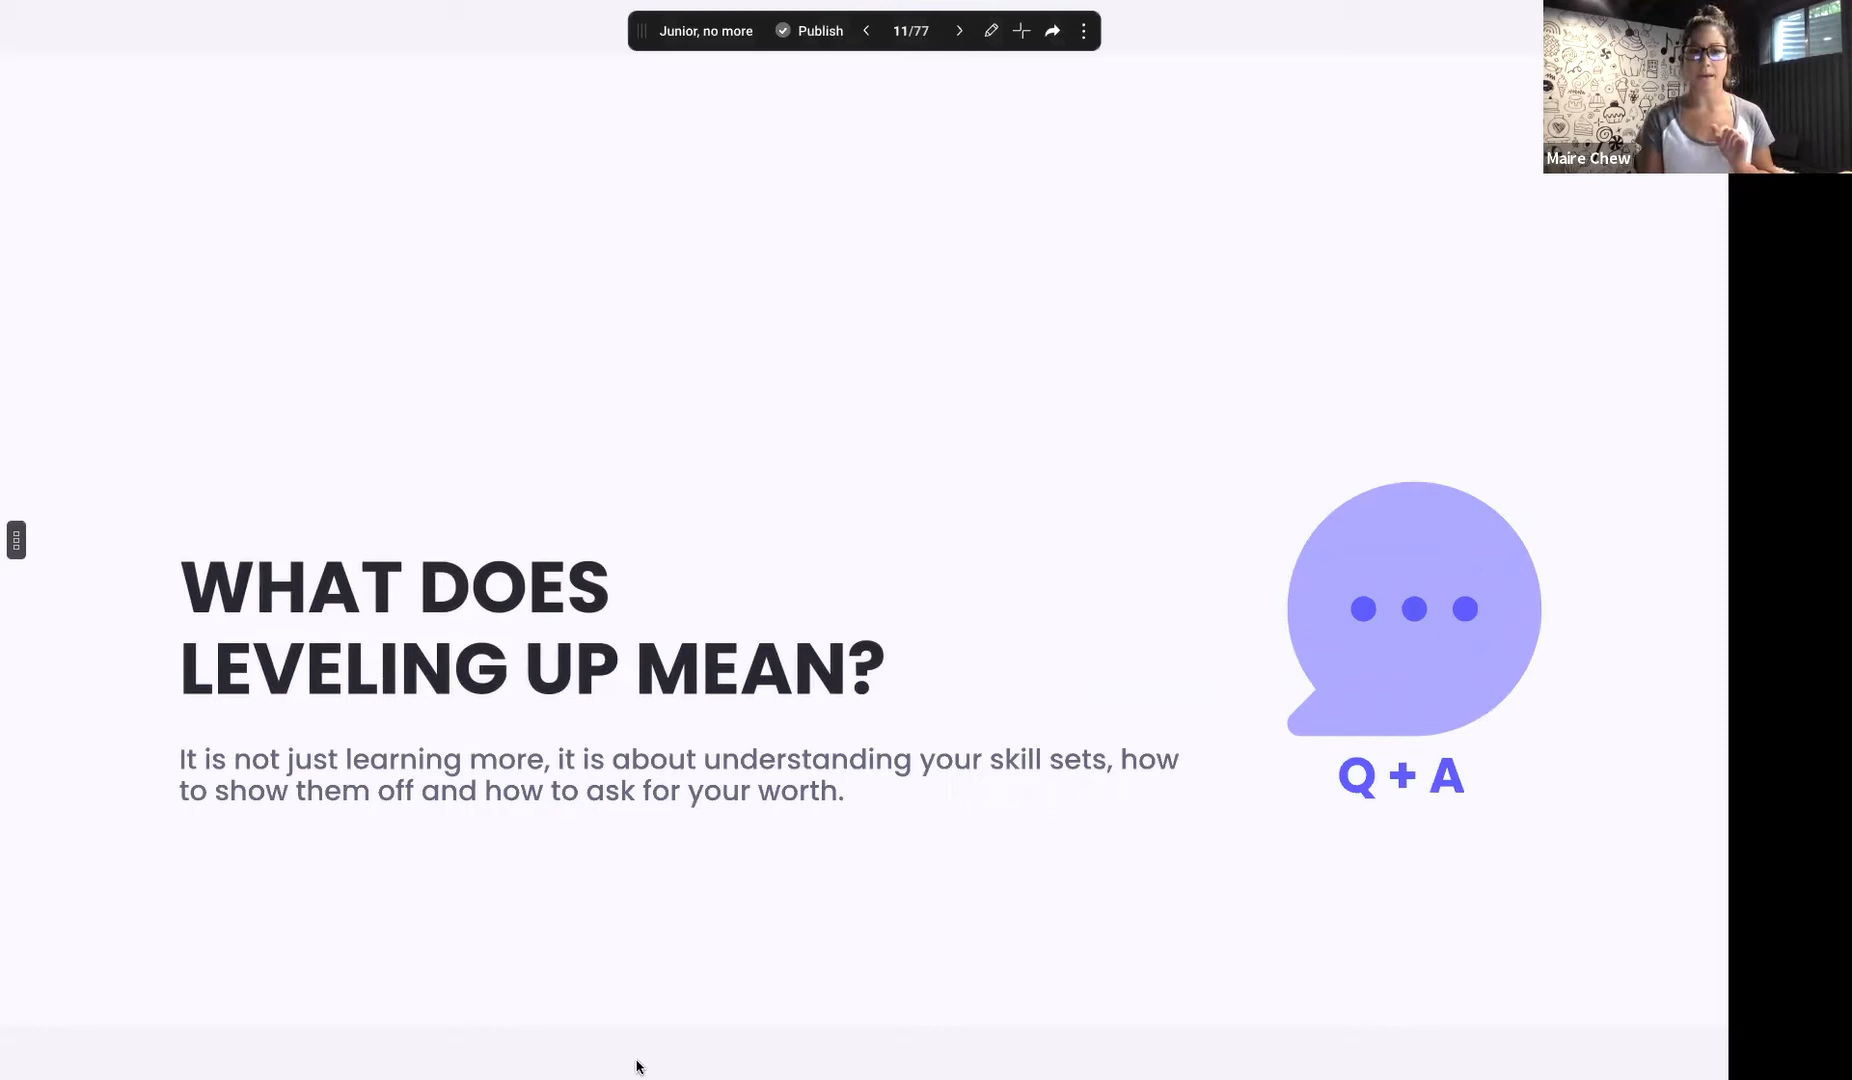 Junior, no more Publish 11/77
Maire Chew
WHAT DOES
LEVELING UP MEAN?
It is not just learning more, it is about understanding your skill sets, how
to show them off and how to ask for your worth.
Q + A